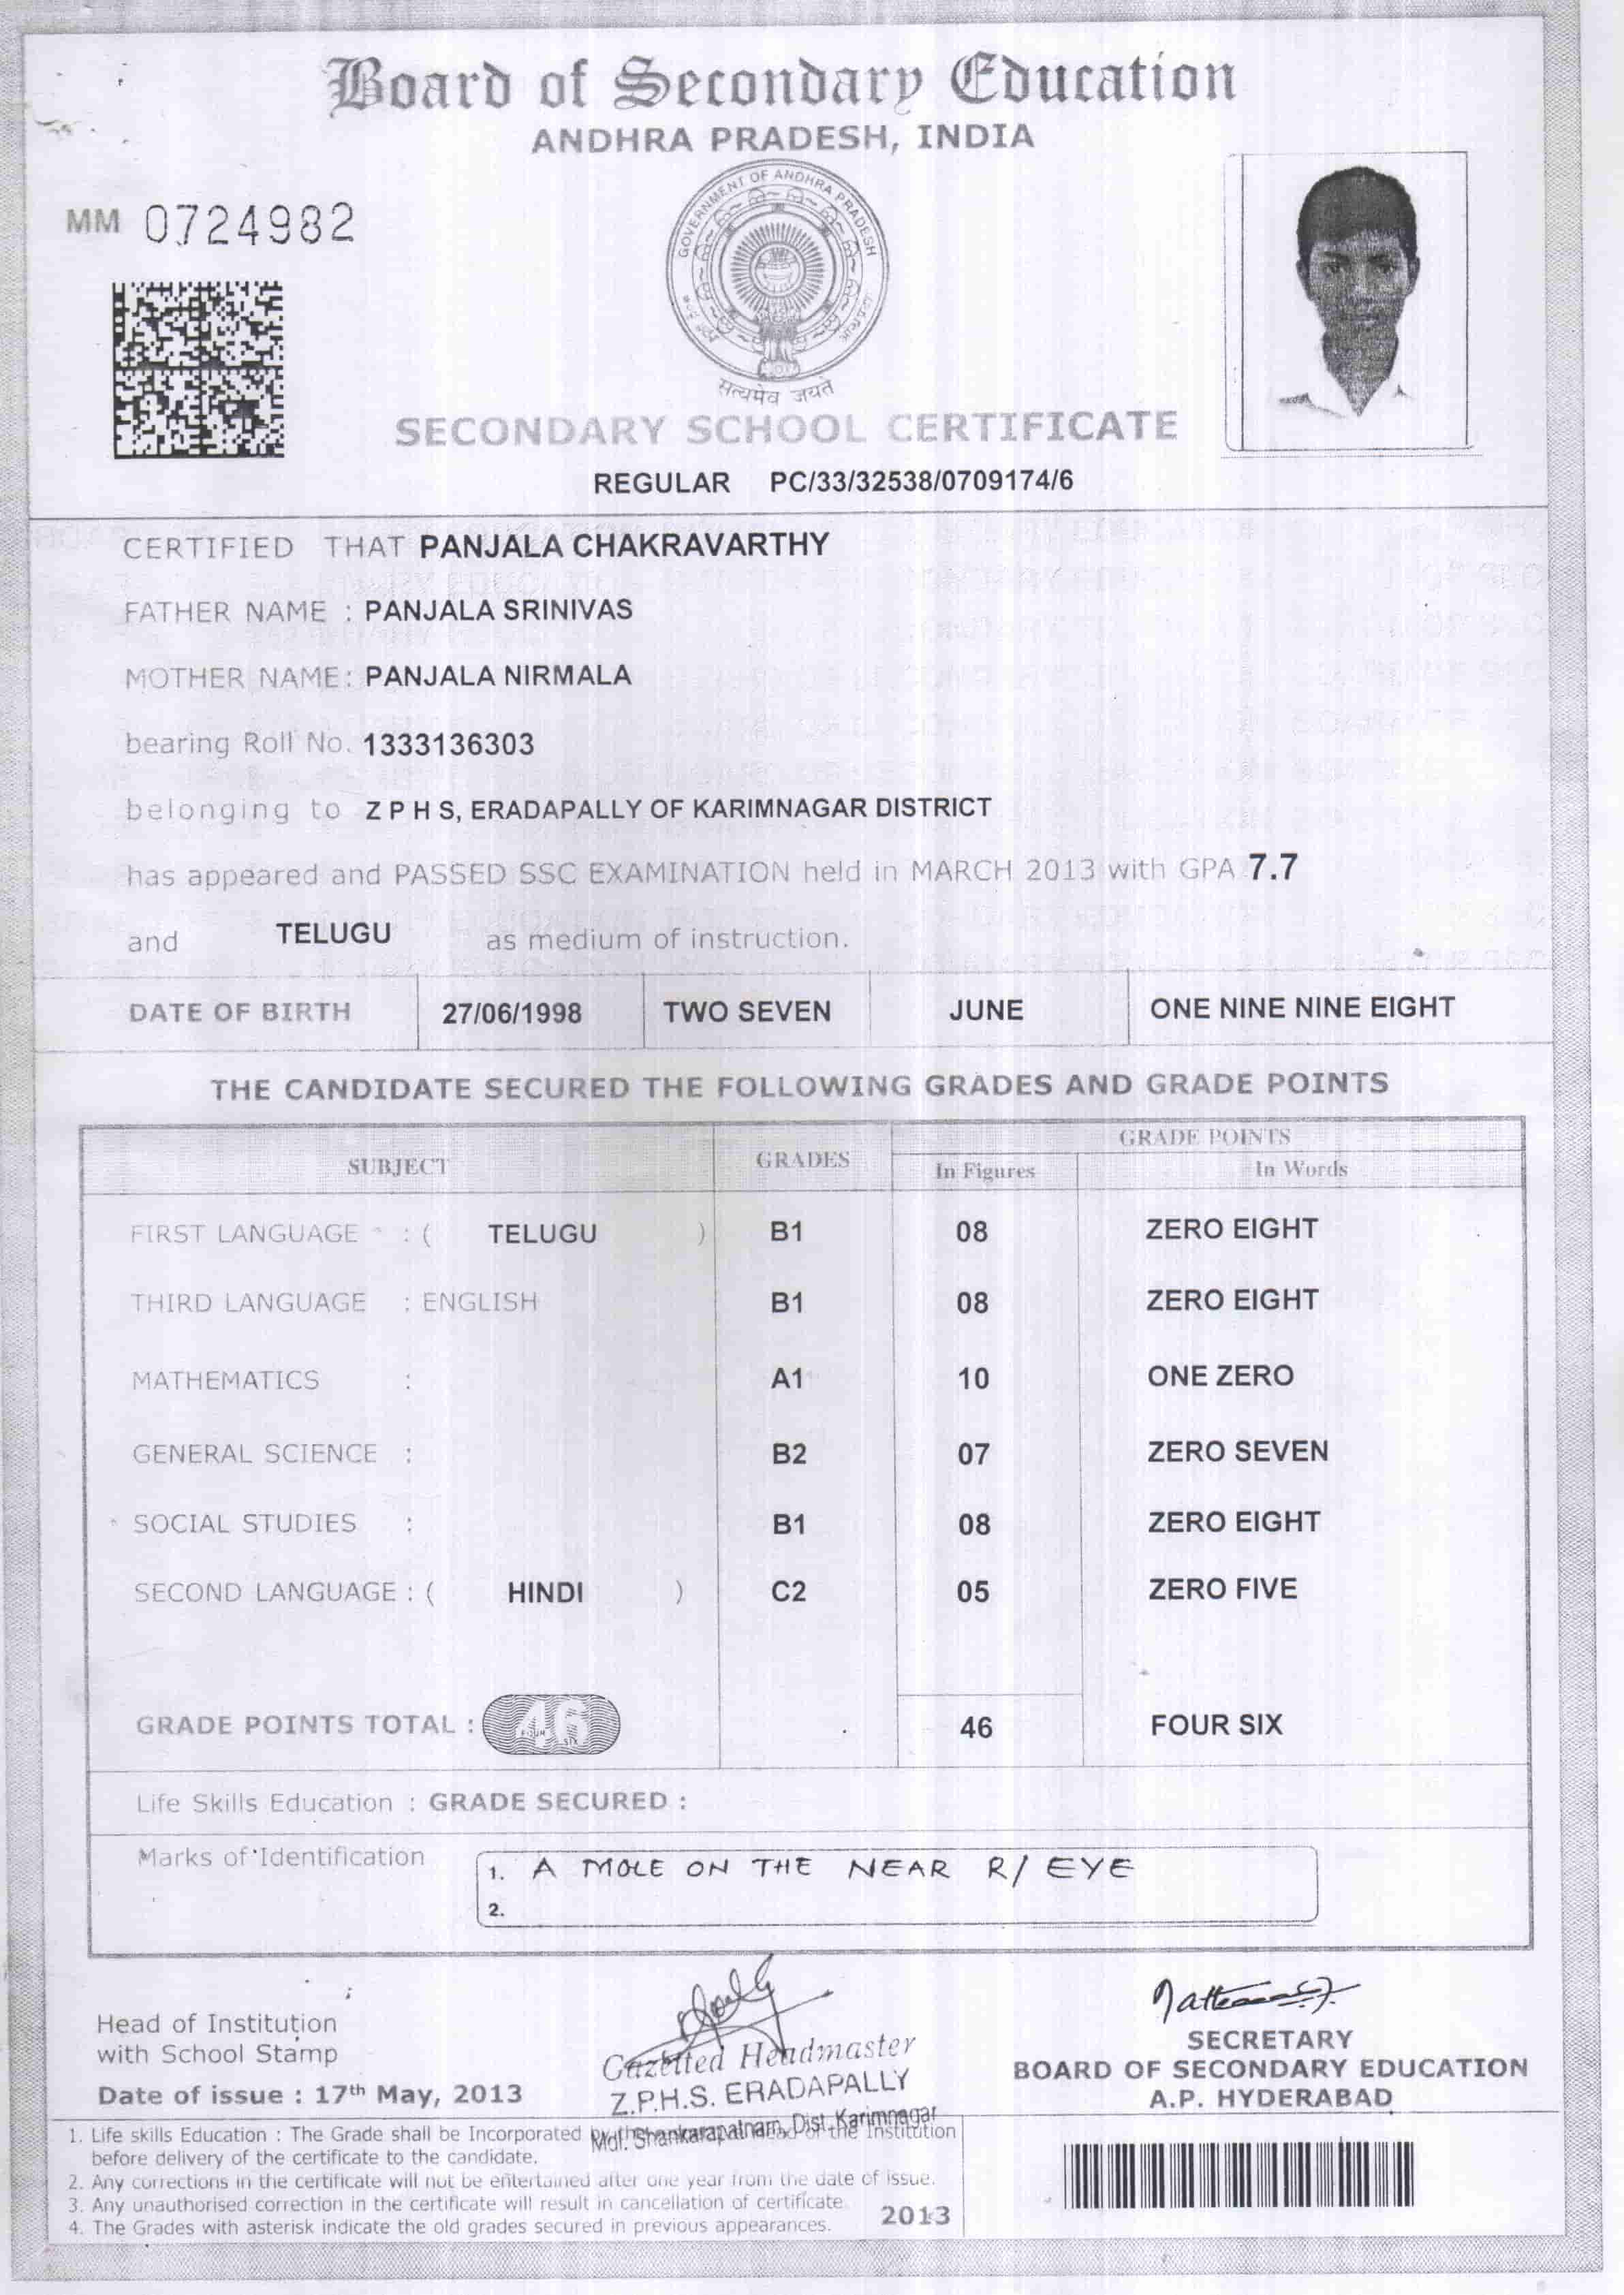 Board of Secondary Education
ANDHRA PRADESH, INDIA
MM 0724982
GOVERNMENT OF ANDHRA PRADESH
सत्यमेव जयते
SECONDARY SCHOOL CERTIFICATE
REGULAR PC/33/32538/0709174/6
CERTIFIED THAT PANJALA CHAKRAVARTHY
FATHER NAME : PANJALA SRINIVAS
MOTHER NAME : PANJALA NIRMALA
bearing Roll No. 1333136303
belonging to Z P H S, ERADAPALLY OF KARIMNAGAR DISTRICT
has appeared and PASSED SSC EXAMINATION held in MARCH 2013 with GPA 7.7
and TELUGU as medium of instruction.
DATE OF BIRTH 27/06/1998 TWO SEVEN JUNE ONE NINE NINE EIGHT
THE CANDIDATE SECURED THE FOLLOWING GRADES AND GRADE POINTS
SUBJECT GRADES GRADE POINTS
In Figures In Words
FIRST LANGUAGE : ( TELUGU ) B1 08 ZERO EIGHT
THIRD LANGUAGE : ENGLISH B1 08 ZERO EIGHT
MATHEMATICS : A1 10 ONE ZERO
GENERAL SCIENCE : B2 07 ZERO SEVEN
SOCIAL STUDIES : B1 08 ZERO EIGHT
SECOND LANGUAGE : ( HINDI ) C2 05 ZERO FIVE
GRADE POINTS TOTAL : 46 46 FOUR SIX
Life Skills Education : GRADE SECURED :
Marks of Identification
1. A MOLE ON THE NEAR R/ EYE
2.
Head of Institution
with School Stamp
Date of issue : 17th May, 2013
Gazetted Headmaster
Z.P.H.S. ERADAPALLY
Mdl. Shankarapatnam, Dist. Karimnagar
SECRETARY
BOARD OF SECONDARY EDUCATION
A.P. HYDERABAD
1. Life skills Education : The Grade shall be Incorporated by the Head of the Institution
before delivery of the certificate to the candidate.
2. Any corrections in the certificate will not be entertained after one year from the date of issue.
3. Any unauthorised correction in the certificate will result in cancellation of certificate
4. The Grades with asterisk indicate the old grades secured in previous appearances.
2013